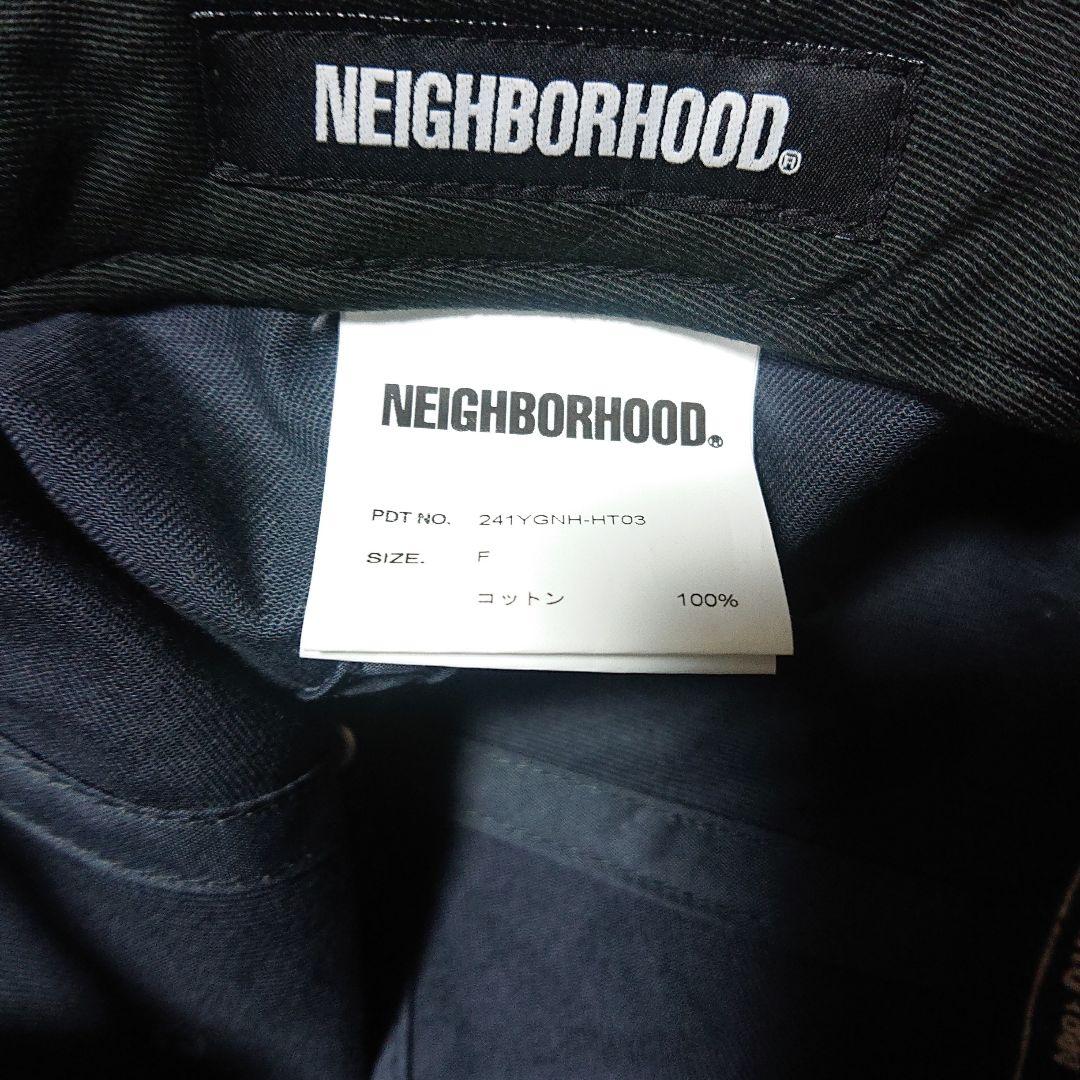 NEIGHBORHOOD®
NEIGHBORHOOD®
PDT NO. 241YGNH-HT03
SIZE. F
コットン 100%